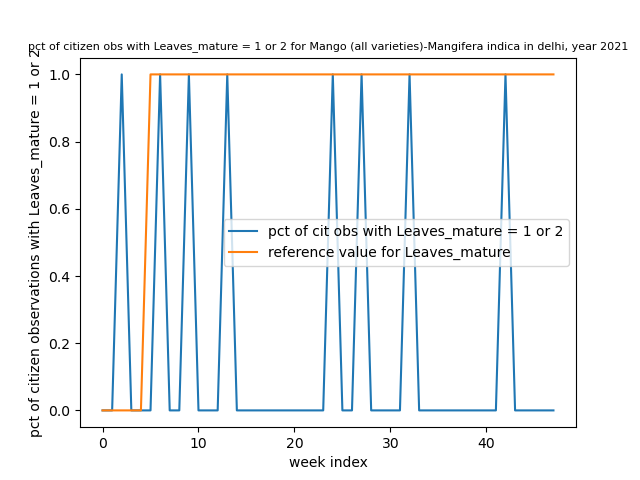 pct of citizen obs with Leaves_mature = 1 or 2 for Mango (all varieties)-Mangifera indica in delhi, year 2021
pct of citizen observations with Leaves_mature = 1 or 2
1.0
0.8
0.6
0.4
0.2
0.0
pct of cit obs with Leaves_mature = 1 or 2
reference value for Leaves_mature
0 10 20 30 40
week index